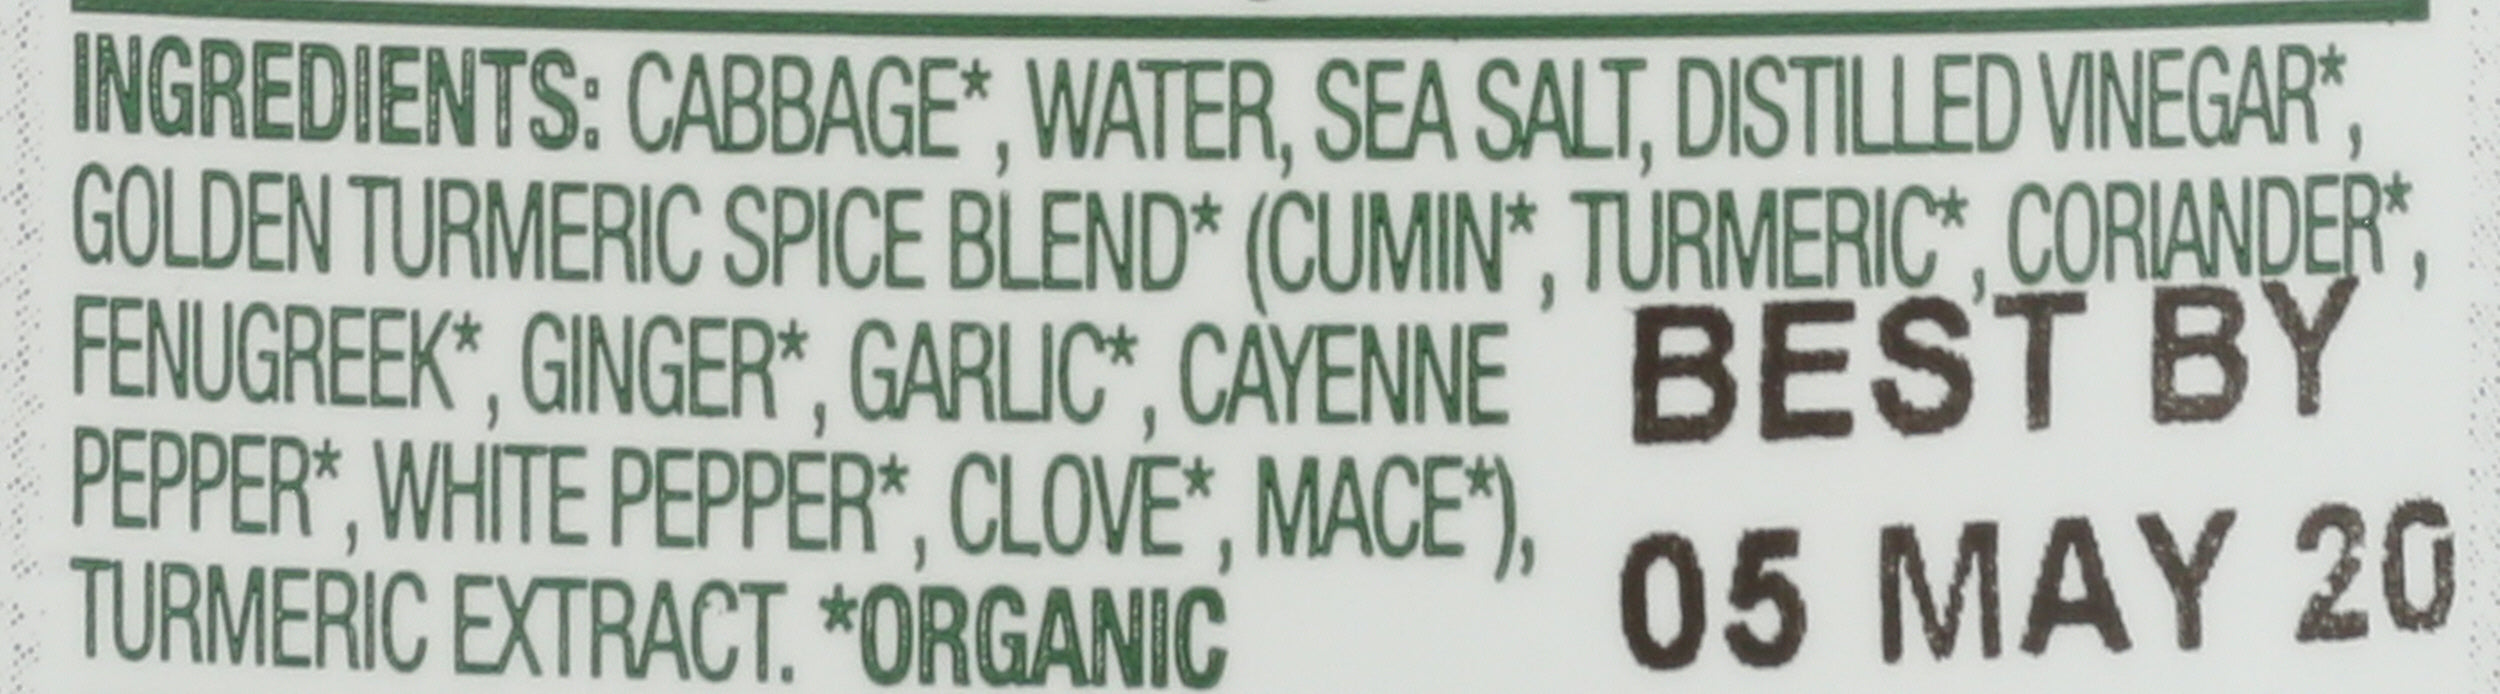 INGREDIENTS: CABBAGE*, WATER, SEA SALT, DISTILLED VINEGAR*,
GOLDEN TURMERIC SPICE BLEND* (CUMIN*, TURMERIC*, CORIANDER*,
FENUGREEK*, GINGER*, GARLIC*, CAYENNE
PEPPER*, WHITE PEPPER*, CLOVE*, MACE*),
TURMERIC EXTRACT. *ORGANIC
BEST BY
05 MAY 20